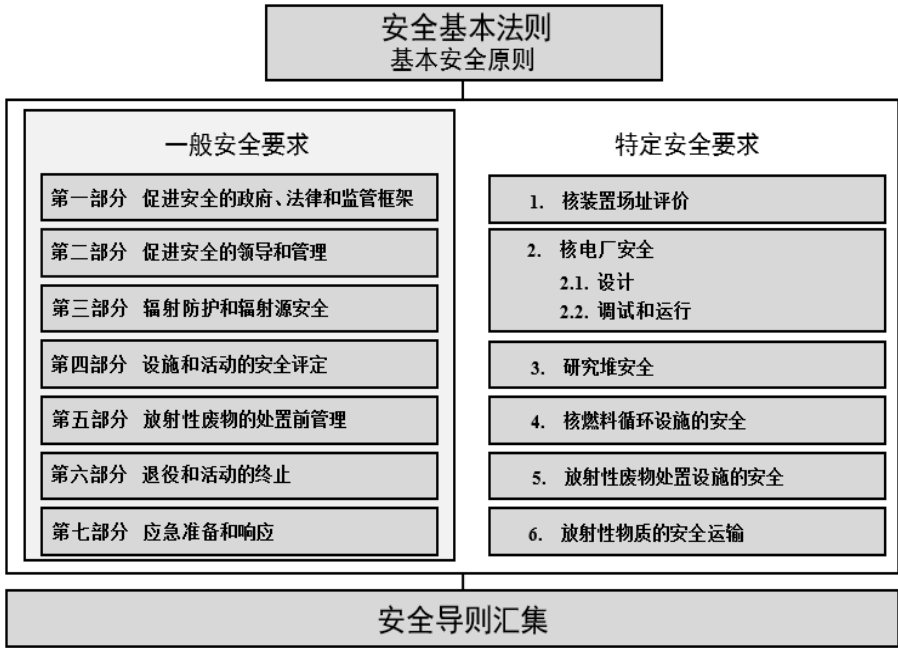 安全基本法则
基本安全原则
一般安全要求
第一部分 促进安全的政府、法律和监管框架
第二部分 促进安全的领导和管理
第三部分 辐射防护和辐射源安全
第四部分 设施和活动的安全评定
第五部分 放射性废物的处置前管理
第六部分 退役和活动的终止
第七部分 应急准备和响应
特定安全要求
1. 核装置场址评价
2. 核电厂安全
2.1. 设计
2.2. 调试和运行
3. 研究堆安全
4. 核燃料循环设施的安全
5. 放射性废物处置设施的安全
6. 放射性物质的安全运输
安全导则汇集